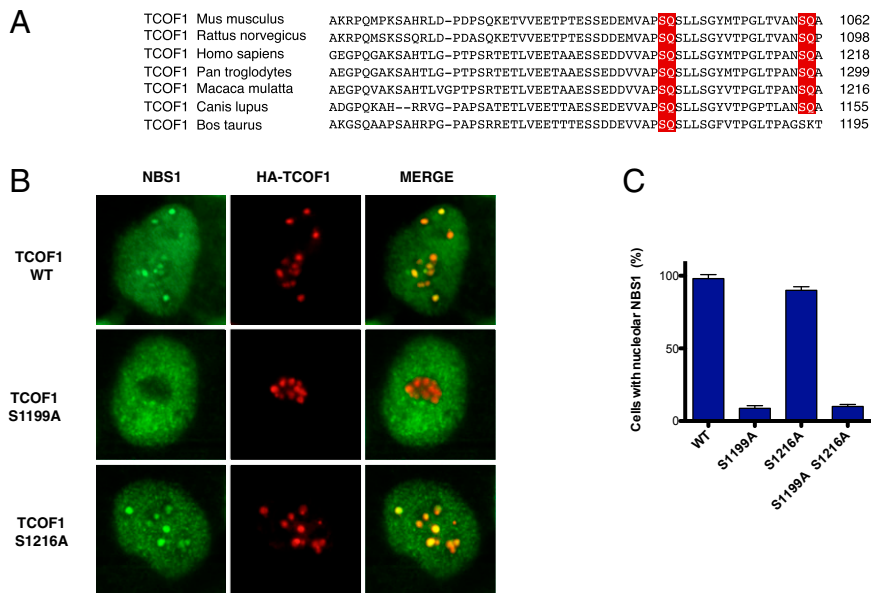 A
TCOF1 Mus musculus AKRPQMPKSAHRLD-PDPSQKETVVEETPTESSEDEMVAPSQSLLSGYMTPGLTVANSQA 1062
TCOF1 Rattus norvegicus AKRPQMSKSSQRLD-PDASQKETVVEETPTESSEDEMVAPSQSLLSGYMTPGLTVANSQP 1098
TCOF1 Homo sapiens GEGPQGAKSAHTLG-PTPSRTETLVEETAAESSEDDVVAPSQSLLSGYMTPGLTPANSQA 1218
TCOF1 Pan troglodytes AEGPQGAKSAHTLG-PTPSRTETLVEETAAESSEDDVVAPSQSLLSGYMTPGLTPANSQA 1299
TCOF1 Macaca mulatta AEGPQVAKSAHTLVGPTPSRTETLVEETAAESSEDDVVAPSQSLLSGYMTPGLTPANSQA 1216
TCOF1 Canis lupus ADGPQKAH--RRVG-PAPSATETLVEETTAESSEDEVVAPSQSLLSGYVTPGPTLANSQA 1155
TCOF1 Bos taurus AKGSQAAPSAHRPG-PAPSRRETLVEETTTESSDDEVVAPSQSLLSGFVTPGLTPAGSKT 1195
B
NBS1 HA-TCOF1 MERGE
TCOF1
WT
TCOF1
S1199A
TCOF1
S1216A
C
Cells with nucleolar NBS1 (%)
100
50
0
WT
S1199A
S1216A
S1199A S1216A